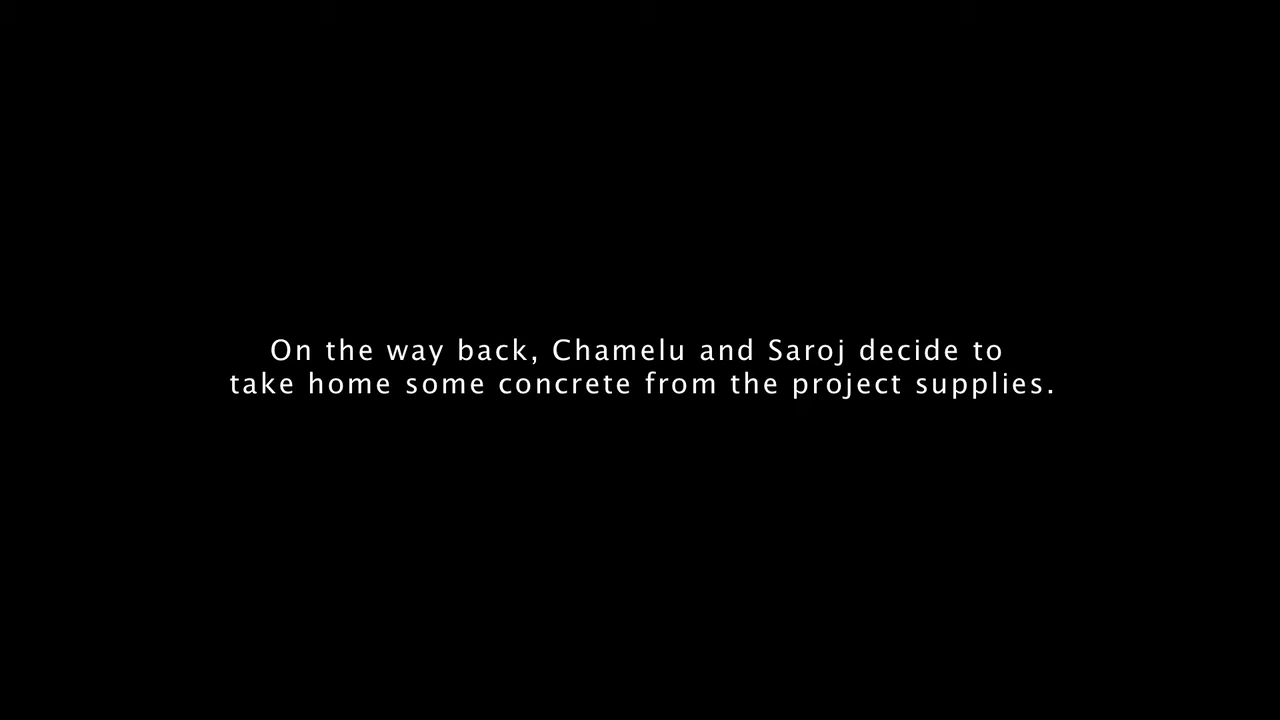 On the way back, Chamelu and Saroj decide to
take home some concrete from the project supplies.